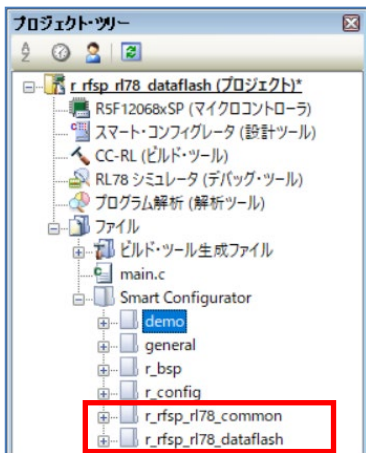 プロジェクト・ツリー
r_rfsp_rl78_dataflash (プロジェクト)*
R5F12068xSP (マイクロコントローラ)
スマート・コンフィグレータ (設計ツール)
CC-RL (ビルド・ツール)
RL78 シミュレータ (デバッグ・ツール)
プログラム解析 (解析ツール)
ファイル
ビルド・ツール生成ファイル
main.c
Smart Configurator
demo
general
r_bsp
r_config
r_rfsp_rl78_common
r_rfsp_rl78_dataflash